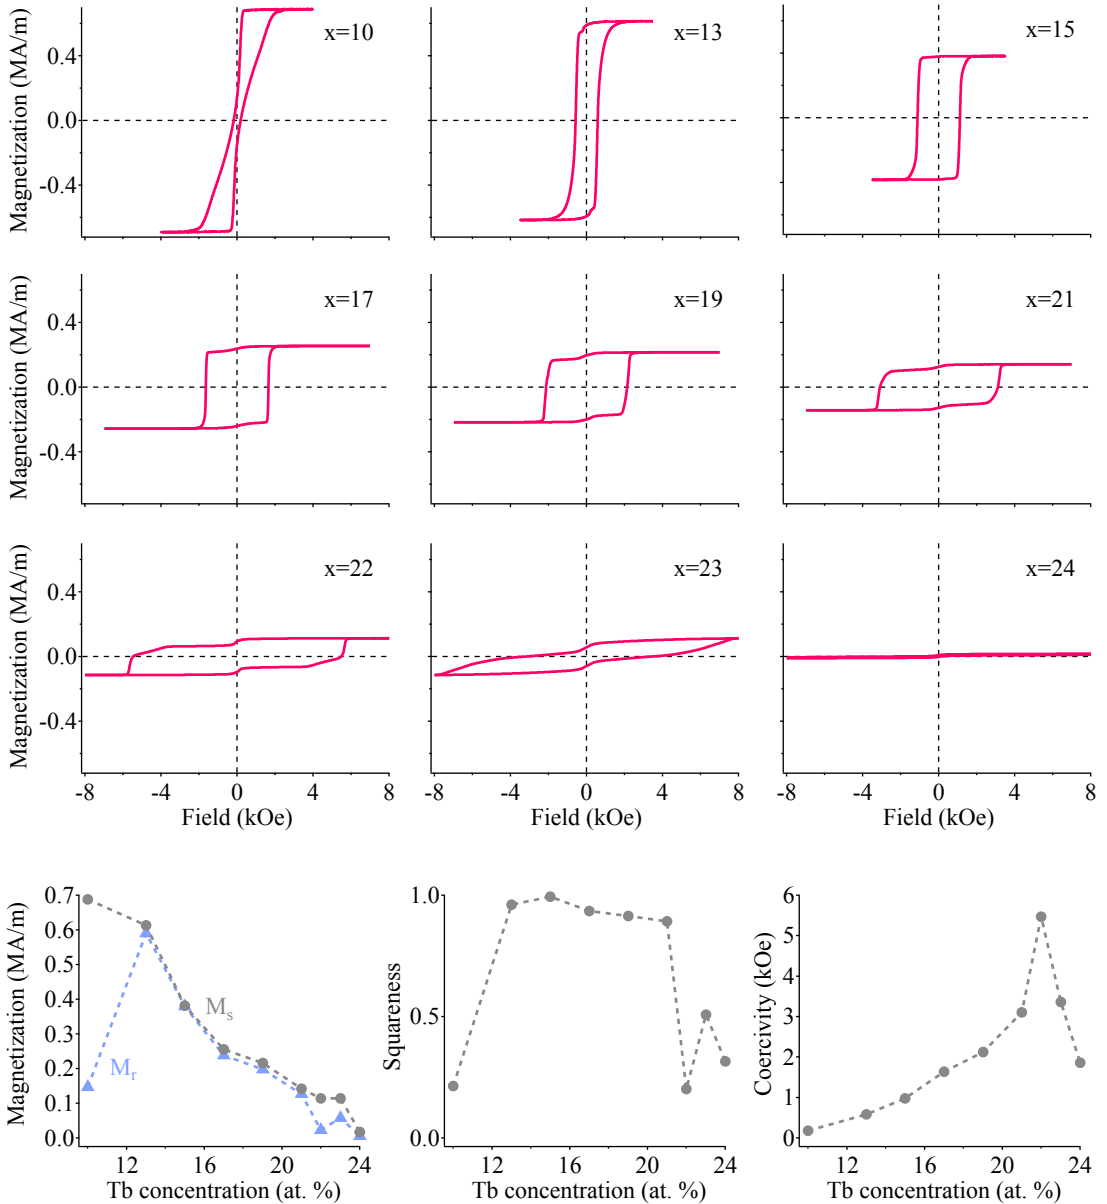 Magnetization (MA/m)
0.4
0.0
-0.4
x=10
x=13
x=15
Magnetization (MA/m)
0.4
0.0
-0.4
x=17
x=19
x=21
Magnetization (MA/m)
0.4
0.0
-0.4
x=22
x=23
x=24
-8 -4 0 4 8
-8 -4 0 4 8
-8 -4 0 4 8
Field (kOe)
Field (kOe)
Field (kOe)
Magnetization (MA/m)
0.7
0.6
0.5
0.4
0.3
0.2
0.1
0.0
Ms
Mr
12 16 20 24
Tb concentration (at. %)
Squareness
1.0
0.5
0.0
12 16 20 24
Tb concentration (at. %)
Coercivity (kOe)
6
5
4
3
2
1
0
12 16 20 24
Tb concentration (at. %)